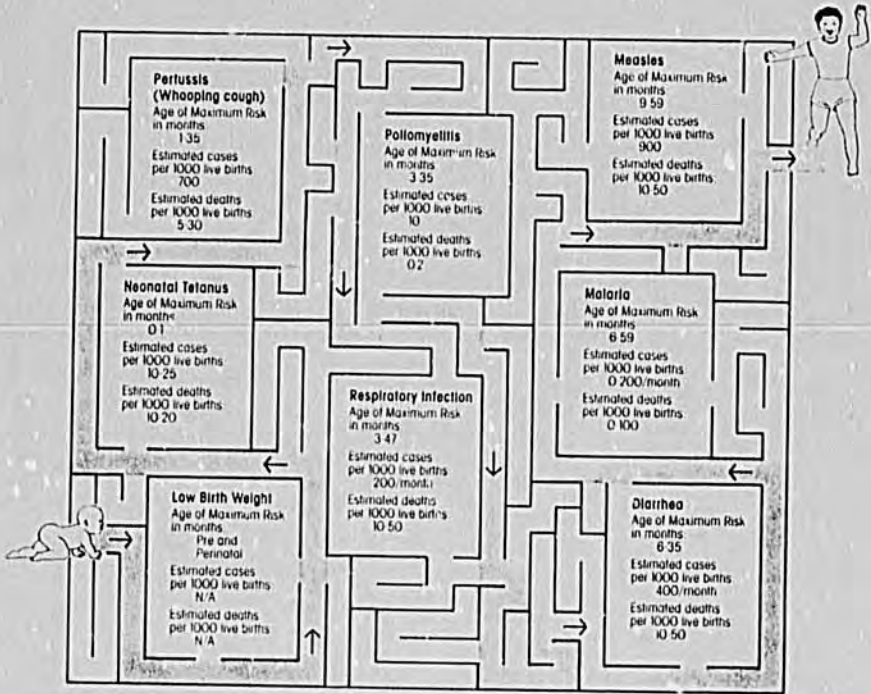 Pertussis
(Whooping cough)
Age of Maximum Risk
in months
1-35
Estimated cases
per 1000 live births
700
Estimated deaths
per 1000 live births
5-30
Poliomyelitis
Age of Maximum Risk
in months
3-35
Estimated cases
per 1000 live births
10
Estimated deaths
per 1000 live births
0-2
Measles
Age of Maximum Risk
in months
9-59
Estimated cases
per 1000 live births
900
Estimated deaths
per 1000 live births
10-50
Neonatal Tetanus
Age of Maximum Risk
in months
0-1
Estimated cases
per 1000 live births
10-25
Estimated deaths
per 1000 live births
10-20
Respiratory Infection
Age of Maximum Risk
in months
3-47
Estimated cases
per 1000 live births
200/month
Estimated deaths
per 1000 live births
10-50
Malaria
Age of Maximum Risk
in months
6-59
Estimated cases
per 1000 live births
0-200/month
Estimated deaths
per 1000 live births
0-100
Low Birth Weight
Age of Maximum Risk
in months
Pre and
Perinatal
Estimated cases
per 1000 live births
N/A
Estimated deaths
per 1000 live births
N/A
Diarrhea
Age of Maximum Risk
in months
6-35
Estimated cases
per 1000 live births
400/month
Estimated deaths
per 1000 live births
10-50